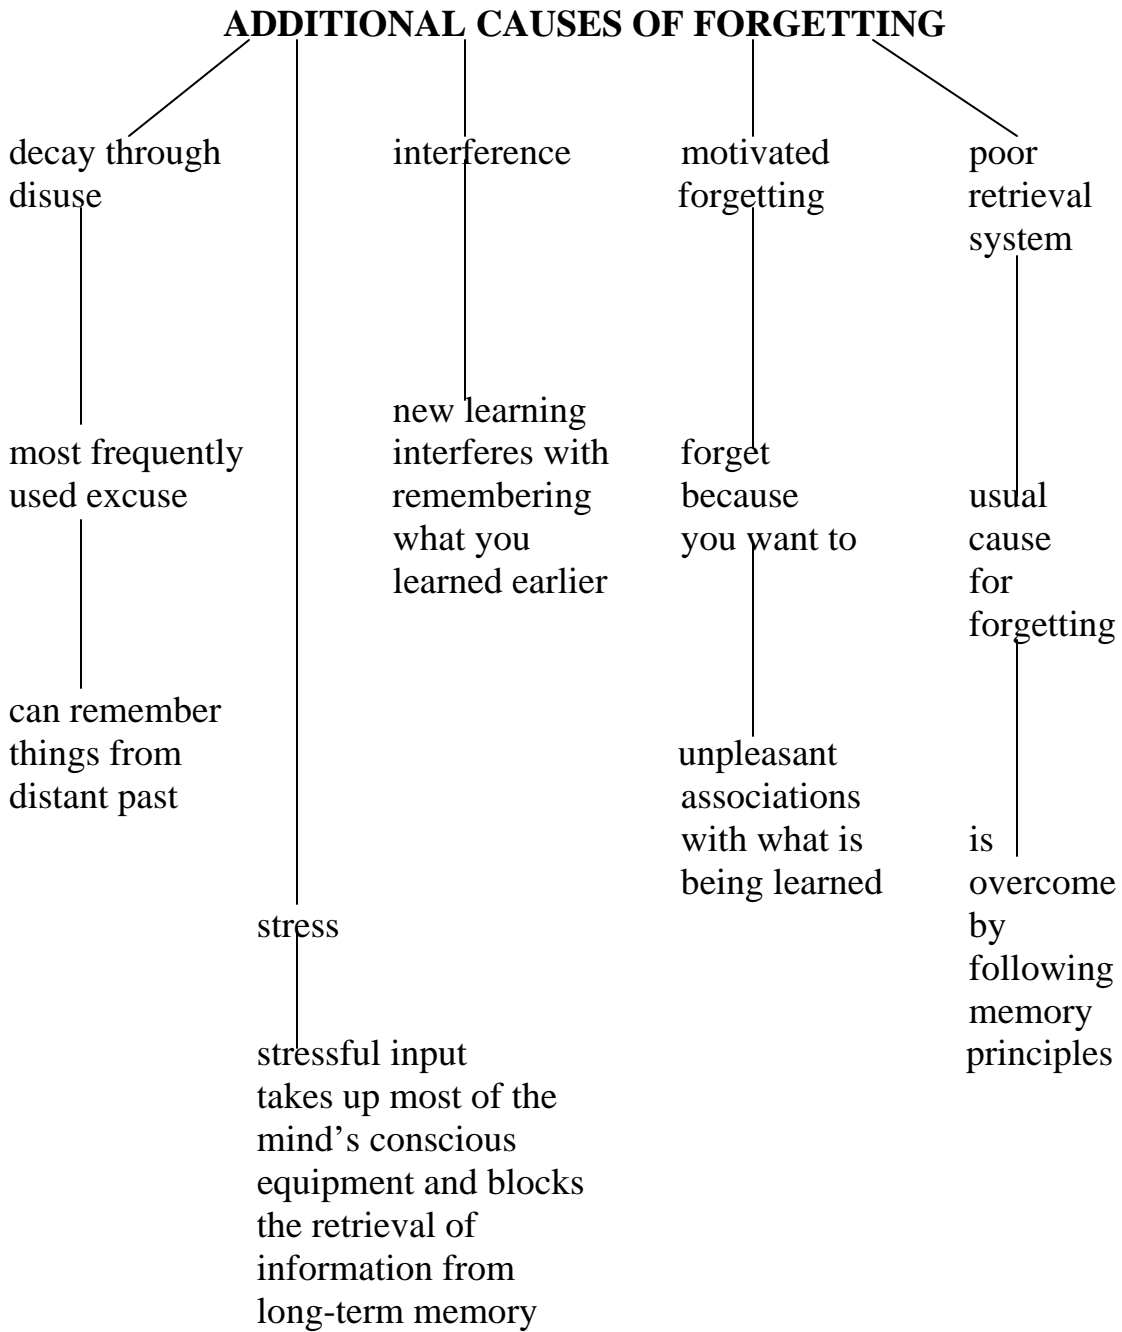 ADDITIONAL CAUSES OF FORGETTING
decay through
disuse
most frequently
used excuse
can remember
things from
distant past
stress
stressful input
takes up most of the
mind’s conscious
equipment and blocks
the retrieval of
information from
long-term memory
interference
new learning
interferes with
remembering
what you
learned earlier
motivated
forgetting
forget
because
you want to
unpleasant
associations
with what is
being learned
poor
retrieval
system
usual
cause
for
forgetting
is
overcome
by
following
memory
principles